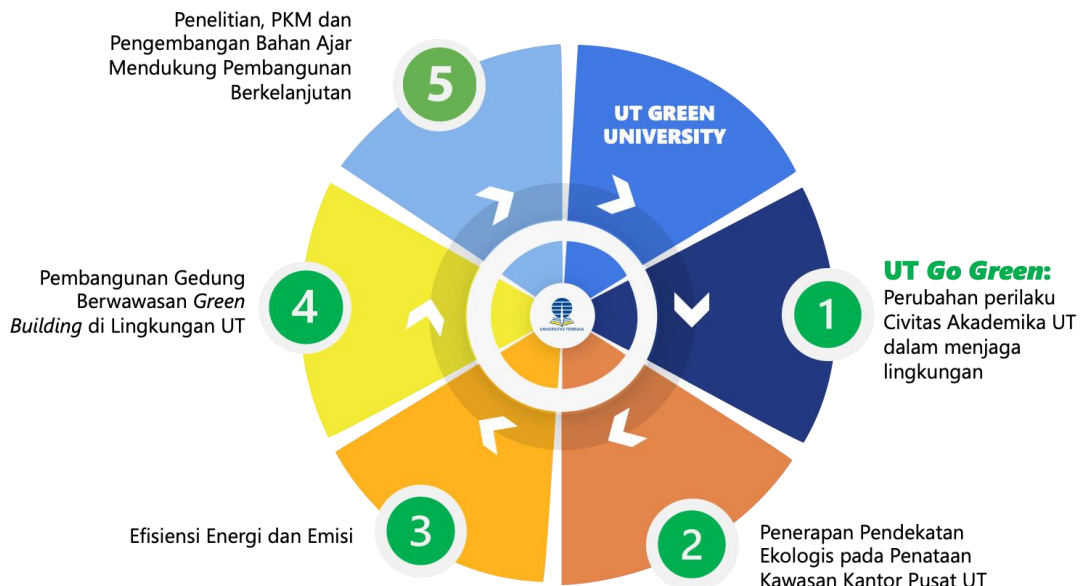 Penelitian, PKM dan
Pengembangan Bahan Ajar
Mendukung Pembangunan
Berkelanjutan
5
UT GREEN
UNIVERSITY
UT Go Green:
Perubahan perilaku
Civitas Akademika UT
dalam menjaga
lingkungan
1
Pembangunan Gedung
Berwawasan Green
Building di Lingkungan UT
4
UNIVERSITAS TERBUKA
Efisiensi Energi dan Emisi
3
2
Penerapan Pendekatan
Ekologis pada Penataan
Kawasan Kantor Pusat UT